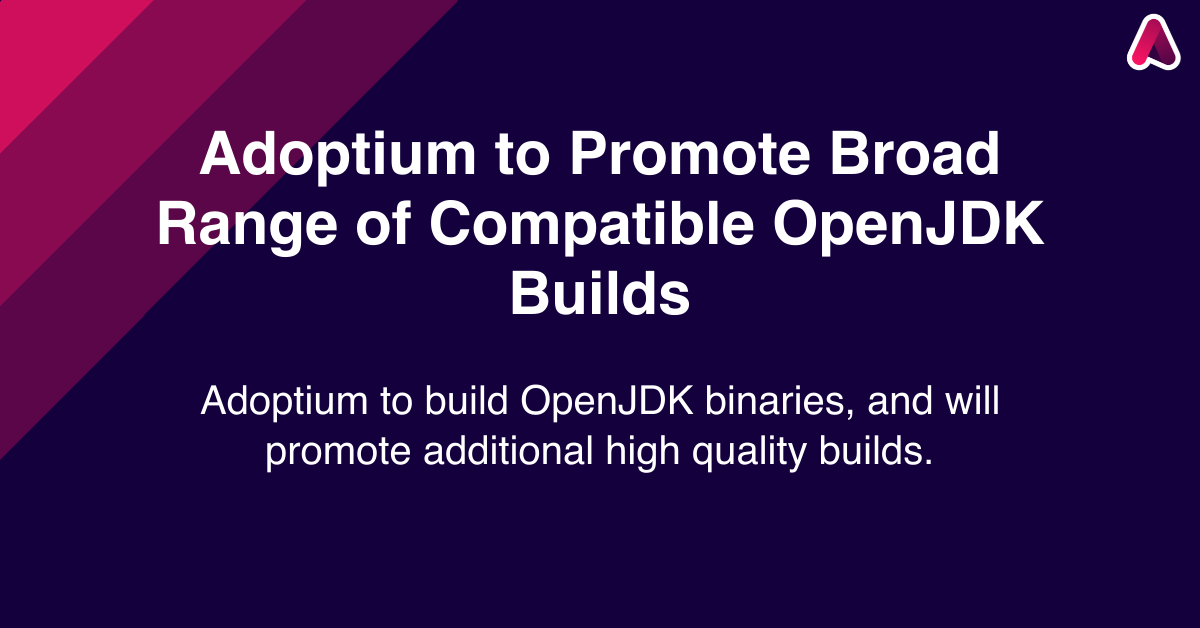 Adoptium to Promote Broad
Range of Compatible OpenJDK
Builds
Adoptium to build OpenJDK binaries, and will
promote additional high quality builds.